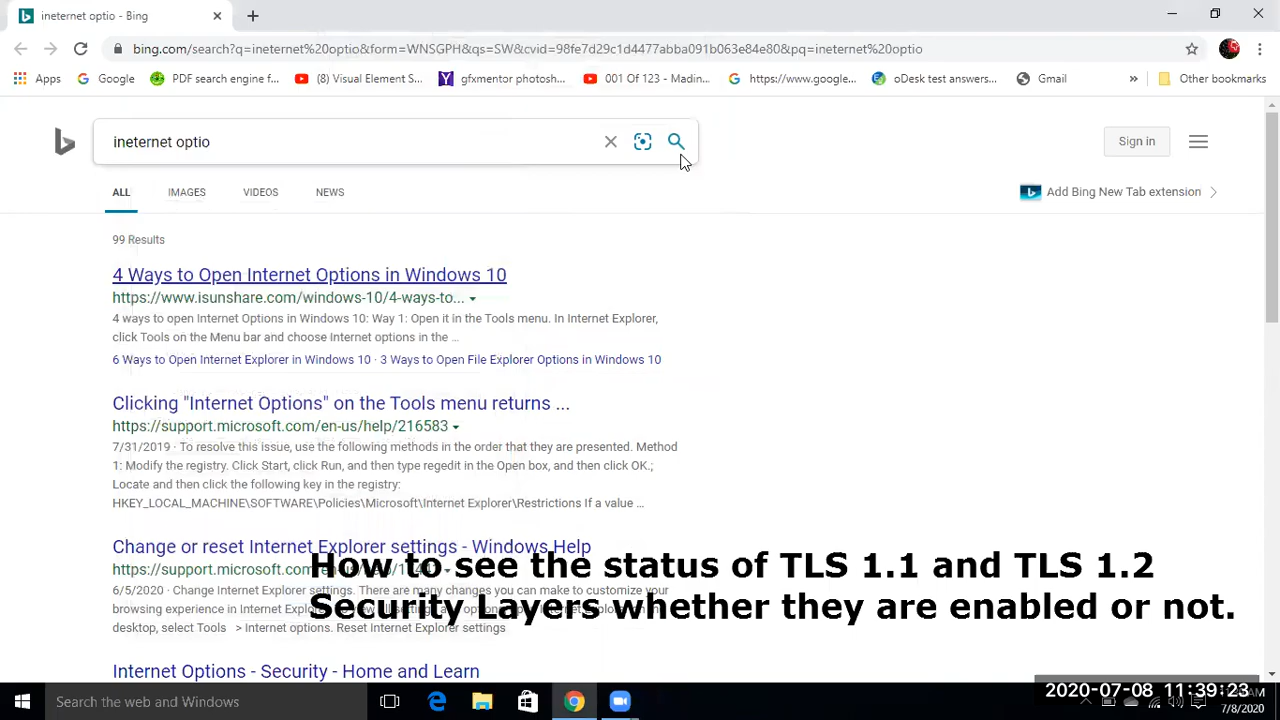 ineternet optio - Bing
bing.com/search?q=ineternet%20optio&form=WNSGPH&qs=SW&cvid=98fe7d29c1d4477abba091b063e84e80&pq=ineternet%20optio
Apps
Google
PDF search engine f...
(8) Visual Element S...
gfxmentor photosh...
001 Of 123 - Madin...
https://www.google...
oDesk test answers...
Gmail
»
Other bookmarks
ineternet optio
Sign in
ALL
IMAGES
VIDEOS
NEWS
Add Bing New Tab extension
99 Results
4 Ways to Open Internet Options in Windows 10
https://www.isunshare.com/windows-10/4-ways-to...
4 ways to open Internet Options in Windows 10: Way 1: Open it in the Tools menu. In Internet Explorer,
click Tools on the Menu bar and choose Internet options in the ...
6 Ways to Open Internet Explorer in Windows 10 · 3 Ways to Open File Explorer Options in Windows 10
Clicking "Internet Options" on the Tools menu returns ...
https://support.microsoft.com/en-us/help/216583
7/31/2019 · To resolve this issue, use the following methods in the order that they are presented. Method
1: Modify the registry. Click Start, click Run, and then type regedit in the Open box, and then click OK.;
Locate and then click the following key in the registry:
HKEY_LOCAL_MACHINE\SOFTWARE\Policies\Microsoft\Internet Explorer\Restrictions If a value ...
Change or reset Internet Explorer settings - Windows Help
https://support.
6/5/2020 · Change Internet Explorer settings. There are many changes you can make to customize your
browsing experience in Internet
desktop, select Tools > Internet options. Reset Internet Explorer settings
How to see the status of TLS 1.1 and TLS 1.2
Security Layers whether they are enabled or not.
Internet Options - Security - Home and Learn
Search the web and Windows
2020-07-08 11:39:23
7/8/2020